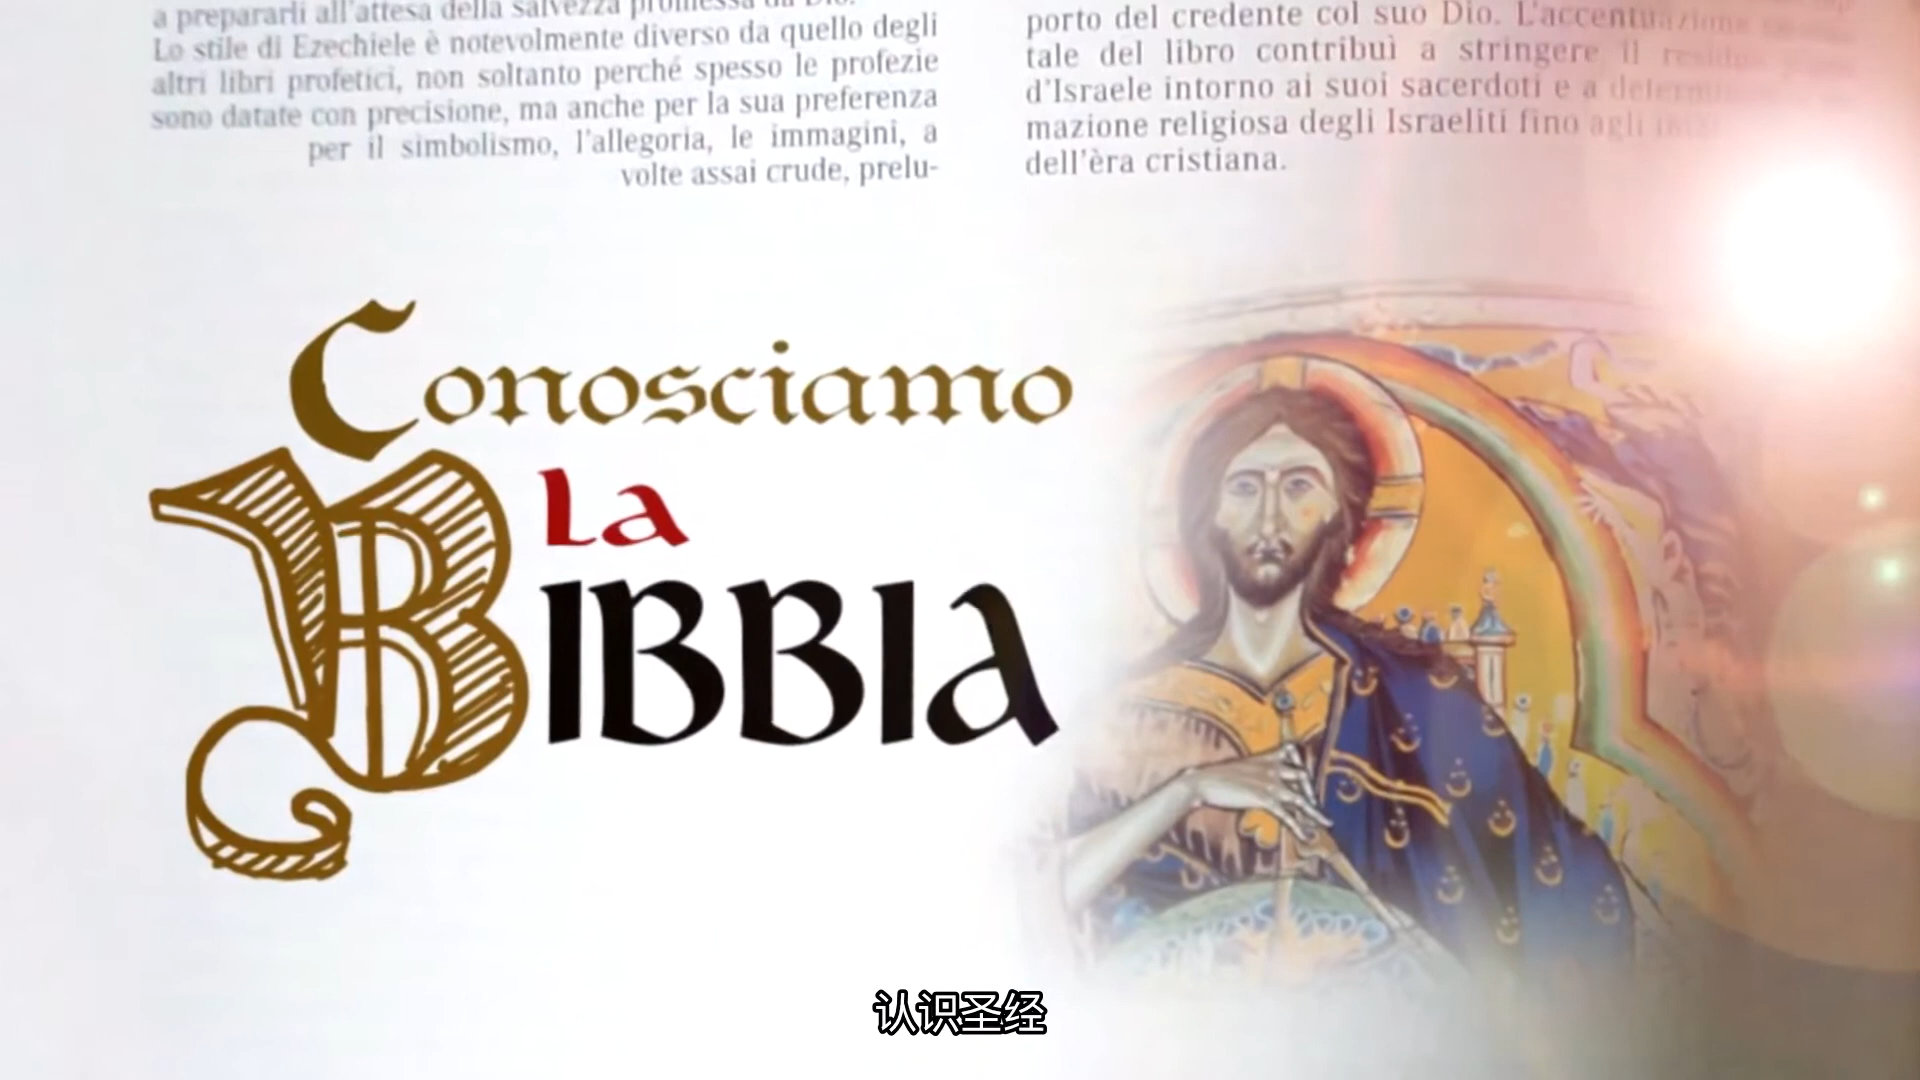 a prepararli all'attesa della salvezza promessa da Dio.
Lo stile di Ezechiele è notevolmente diverso da quello degli
altri libri profetici, non soltanto perché spesso le profezie
sono datate con precisione, ma anche per la sua preferenza
per il simbolismo, l'allegoria, le immagini, a
volte assai crude, prelu-
porto del credente col suo Dio. L'accentuazione
tale del libro contribuì a stringere il
d'Israele intorno ai suoi sacerdoti e a
mazione religiosa degli Israeliti fino agli
dell'èra cristiana.
Conosciamo
La
BIBBIA
认识圣经